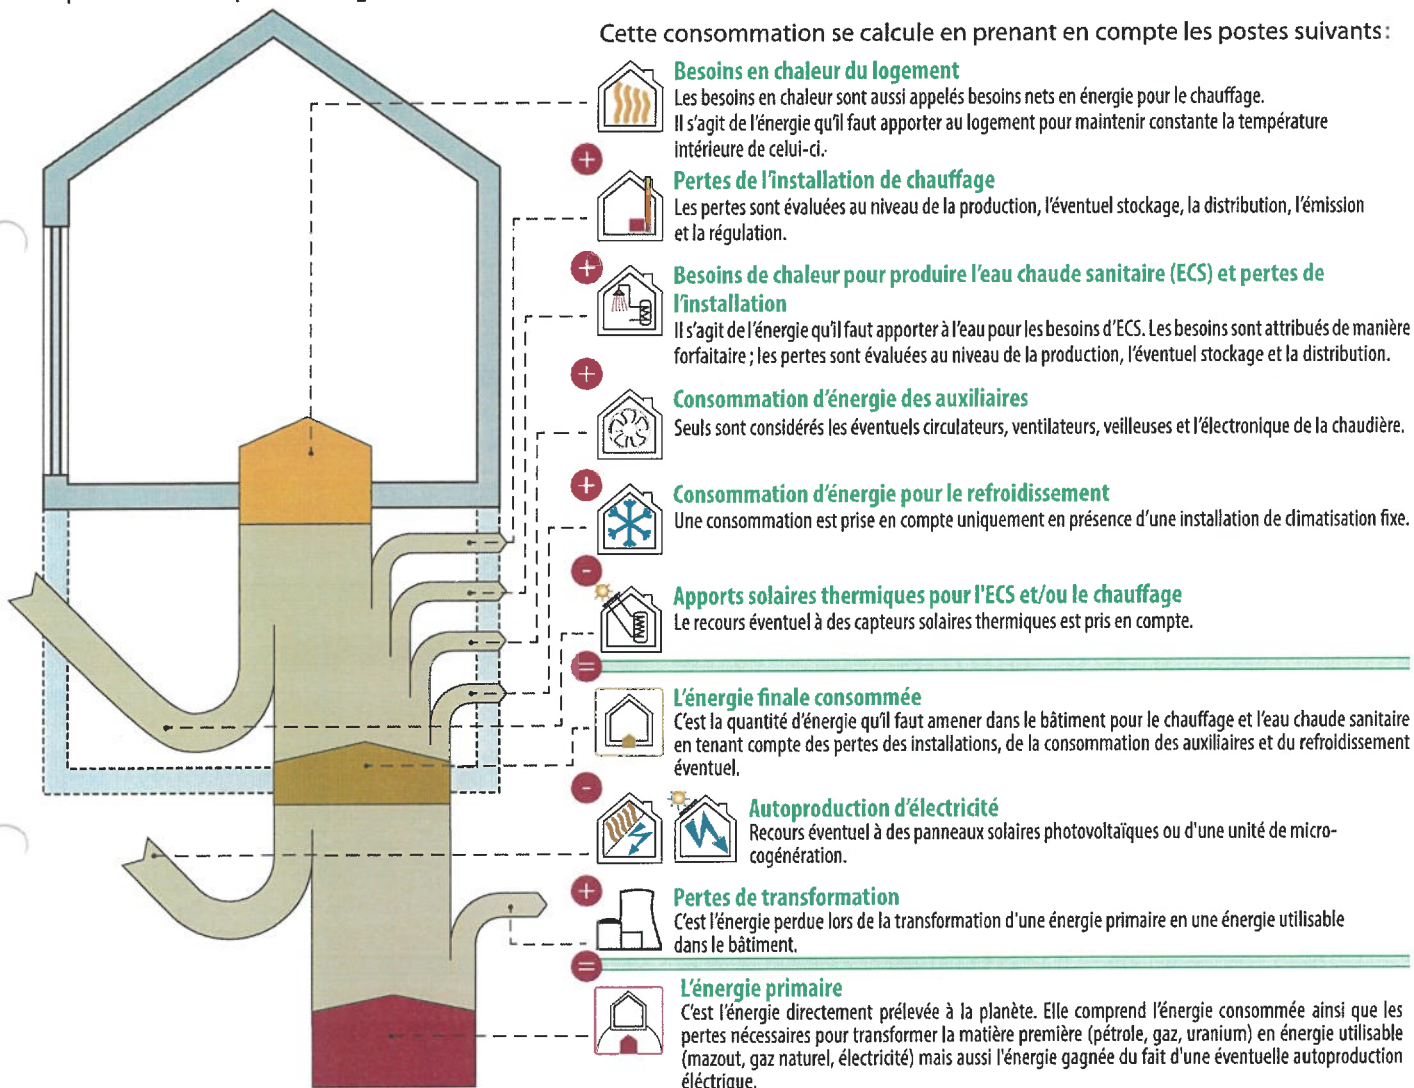 Cette consommation se calcule en prenant en compte les postes suivants :
Besoins en chaleur du logement
Les besoins en chaleur sont aussi appelés besoins nets en énergie pour le chauffage.
Il s'agit de l'énergie qu'il faut apporter au logement pour maintenir constante la température
intérieure de celui-ci.
+
Pertes de l'installation de chauffage
Les pertes sont évaluées au niveau de la production, l'éventuel stockage, la distribution, l'émission
et la régulation.
+
Besoins de chaleur pour produire l'eau chaude sanitaire (ECS) et pertes de
l'installation
Il s'agit de l'énergie qu'il faut apporter à l'eau pour les besoins d'ECS. Les besoins sont attribués de manière
forfaitaire ; les pertes sont évaluées au niveau de la production, l'éventuel stockage et la distribution.
+
Consommation d'énergie des auxiliaires
Seuls sont considérés les éventuels circulateurs, ventilateurs, veilleuses et l'électronique de la chaudière.
+
Consommation d'énergie pour le refroidissement
Une consommation est prise en compte uniquement en présence d'une installation de climatisation fixe.
-
Apports solaires thermiques pour l'ECS et/ou le chauffage
Le recours éventuel à des capteurs solaires thermiques est pris en compte.
=
L'énergie finale consommée
C'est la quantité d'énergie qu'il faut amener dans le bâtiment pour le chauffage et l'eau chaude sanitaire
en tenant compte des pertes des installations, de la consommation des auxiliaires et du refroidissement
éventuel.
-
Autoproduction d'électricité
Recours éventuel à des panneaux solaires photovoltaïques ou d'une unité de micro-
cogénération.
+
Pertes de transformation
C'est l'énergie perdue lors de la transformation d'une énergie primaire en une énergie utilisable
dans le bâtiment.
=
L'énergie primaire
C'est l'énergie directement prélevée à la planète. Elle comprend l'énergie consommée ainsi que les
pertes nécessaires pour transformer la matière première (pétrole, gaz, uranium) en énergie utilisable
(mazout, gaz naturel, électricité) mais aussi l'énergie gagnée du fait d'une éventuelle autoproduction
éléctrique.